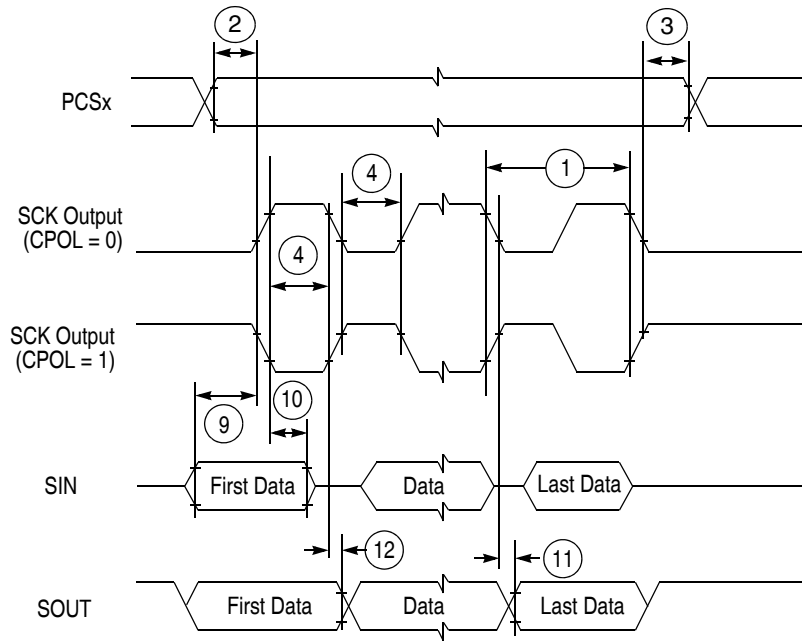 2
3
PCSx
4
1
SCK Output
(CPOL = 0)
4
SCK Output
(CPOL = 1)
9
10
SIN
First Data
Data
Last Data
12
11
SOUT
First Data
Data
Last Data